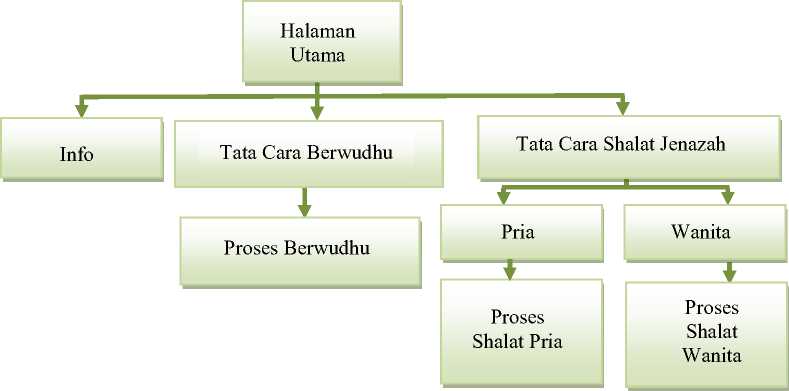 Halaman
Utama
Info
Tata Cara Berwudhu
Tata Cara Shalat Jenazah
Proses Berwudhu
Pria
Wanita
Proses
Shalat Pria
Proses
Shalat
Wanita